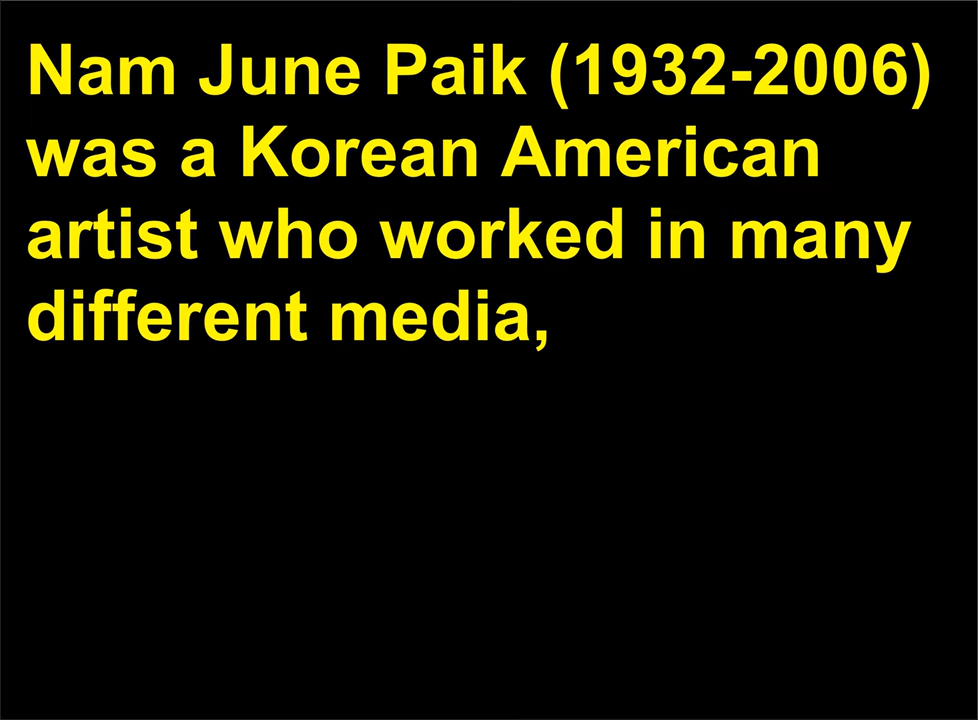 Nam June Paik (1932-2006)
was a Korean American
artist who worked in many
different media,